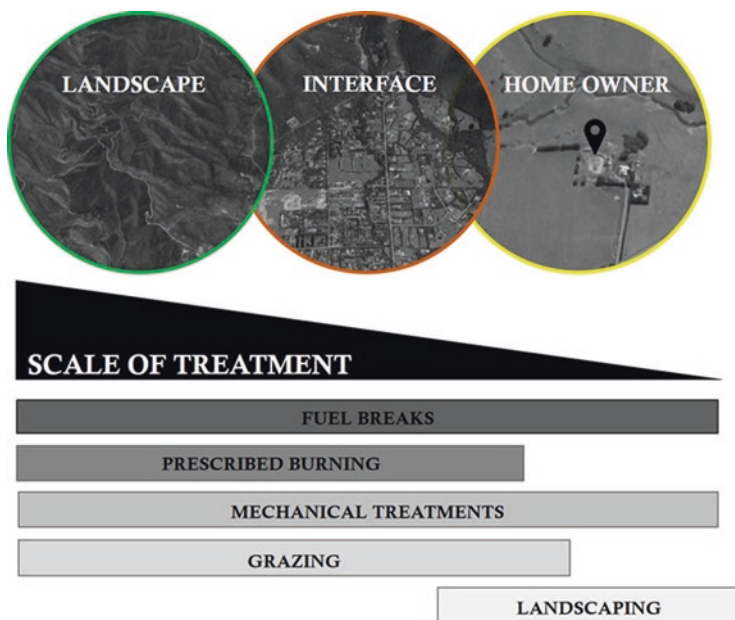 LANDSCAPE
INTERFACE
HOME OWNER
SCALE OF TREATMENT
FUEL BREAKS
PRESCRIBED BURNING
MECHANICAL TREATMENTS
GRAZING
LANDSCAPING